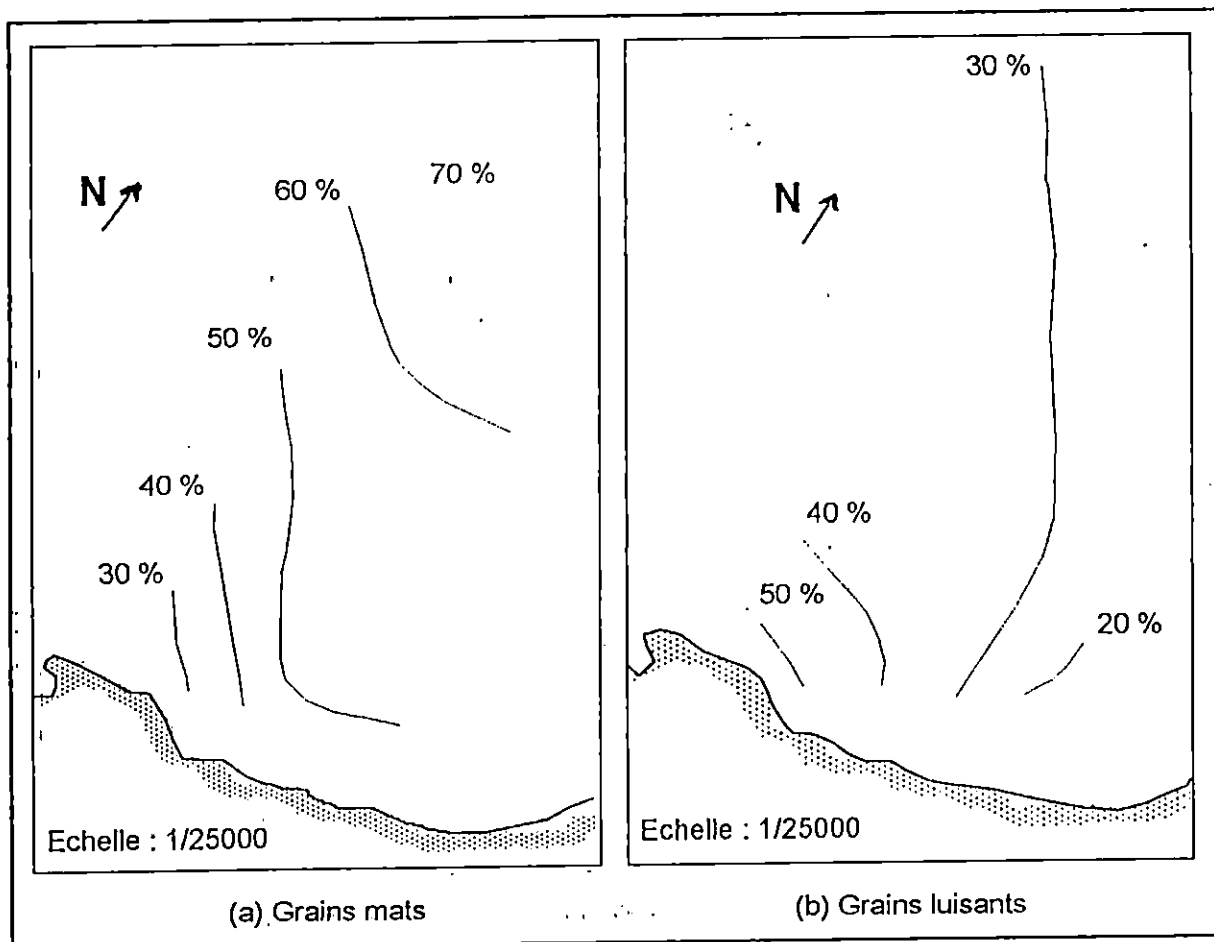 N
60 %
70 %
50 %
40 %
30 %
Echelle : 1/25000
(a) Grains mats
30 %
N
40 %
50 %
20 %
Echelle : 1/25000
(b) Grains luisants